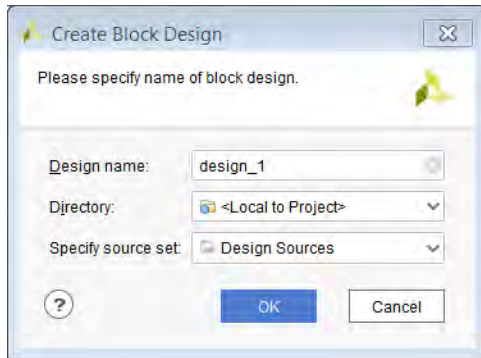 Create Block Design
Please specify name of block design.
Design name: design_1
Directory: <Local to Project>
Specify source set: Design Sources
? OK Cancel